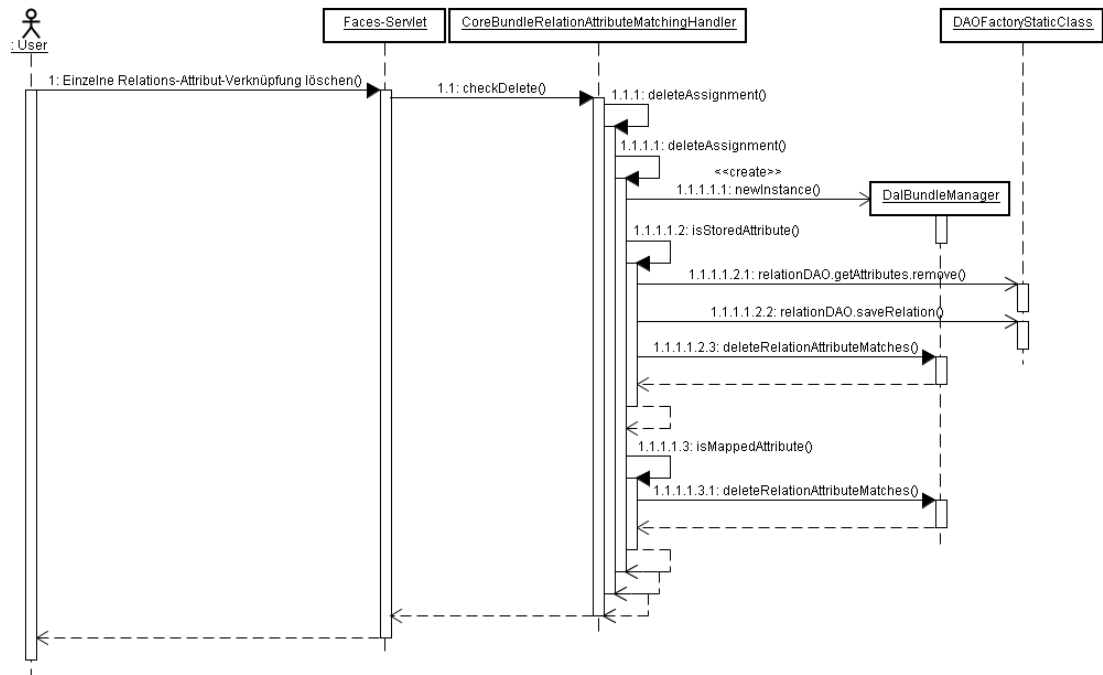 : User
Faces-Servlet
CoreBundleRelationAttributeMatchingHandler
DAOFactoryStaticClass
1: Einzelne Relations-Attribut-Verknüpfung löschen()
1.1: checkDelete()
1.1.1: deleteAssignment()
1.1.1.1: deleteAssignment()
<<create>>
1.1.1.1.1: newInstance()
DalBundleManager
1.1.1.1.2: isStoredAttribute()
1.1.1.1.2.1: relationDAO.getAttributes.remove()
1.1.1.1.2.2: relationDAO.saveRelation()
1.1.1.1.2.3: deleteRelationAttributeMatches()
1.1.1.1.3: isMappedAttribute()
1.1.1.1.3.1: deleteRelationAttributeMatches()